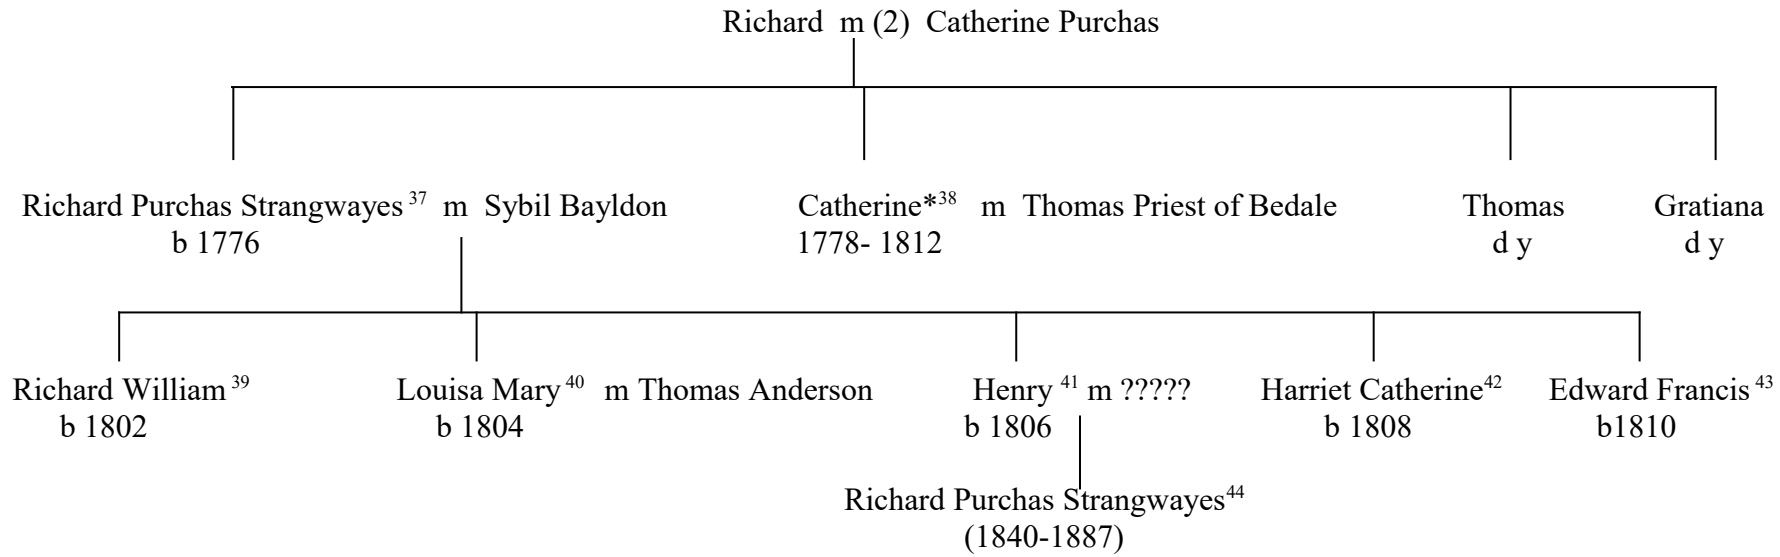 Richard m (2) Catherine Purchas
Richard Purchas Strangwayes 37 m Sybil Bayldon Catherine*38 m Thomas Priest of Bedale Thomas Gratiana
b 1776 1778- 1812 d y d y
Richard William 39 Louisa Mary 40 m Thomas Anderson Henry 41 m ????? Harriet Catherine42 Edward Francis 43
b 1802 b 1804 b 1806 b 1808 b1810
Richard Purchas Strangwayes44
(1840-1887)